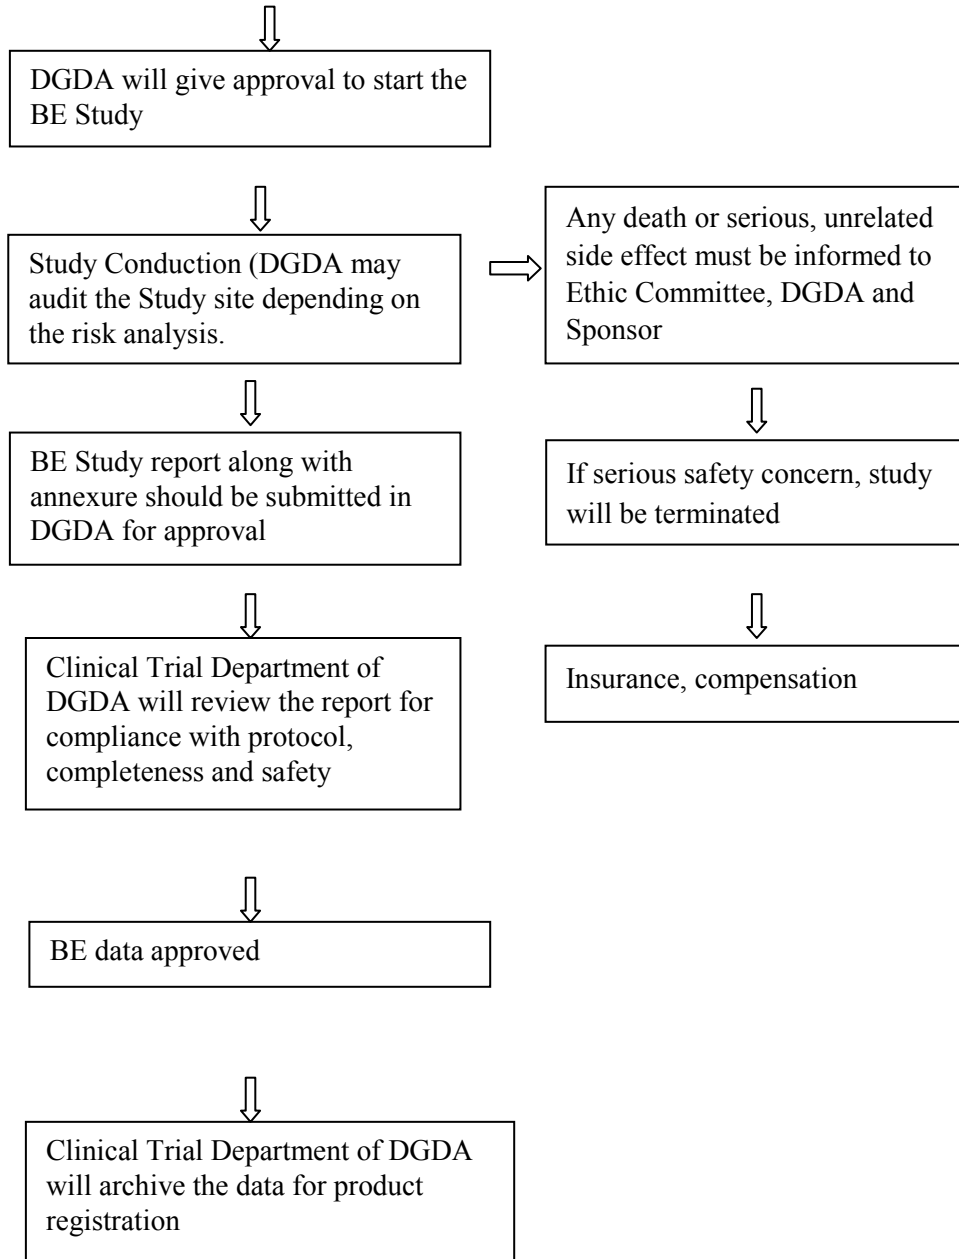 DGDA will give approval to start the
BE Study
Study Conduction (DGDA may
audit the Study site depending on
the risk analysis.
Any death or serious, unrelated
side effect must be informed to
Ethic Committee, DGDA and
Sponsor
BE Study report along with
annexure should be submitted in
DGDA for approval
If serious safety concern, study
will be terminated
Clinical Trial Department of
DGDA will review the report for
compliance with protocol,
completeness and safety
Insurance, compensation
BE data approved
Clinical Trial Department of DGDA
will archive the data for product
registration